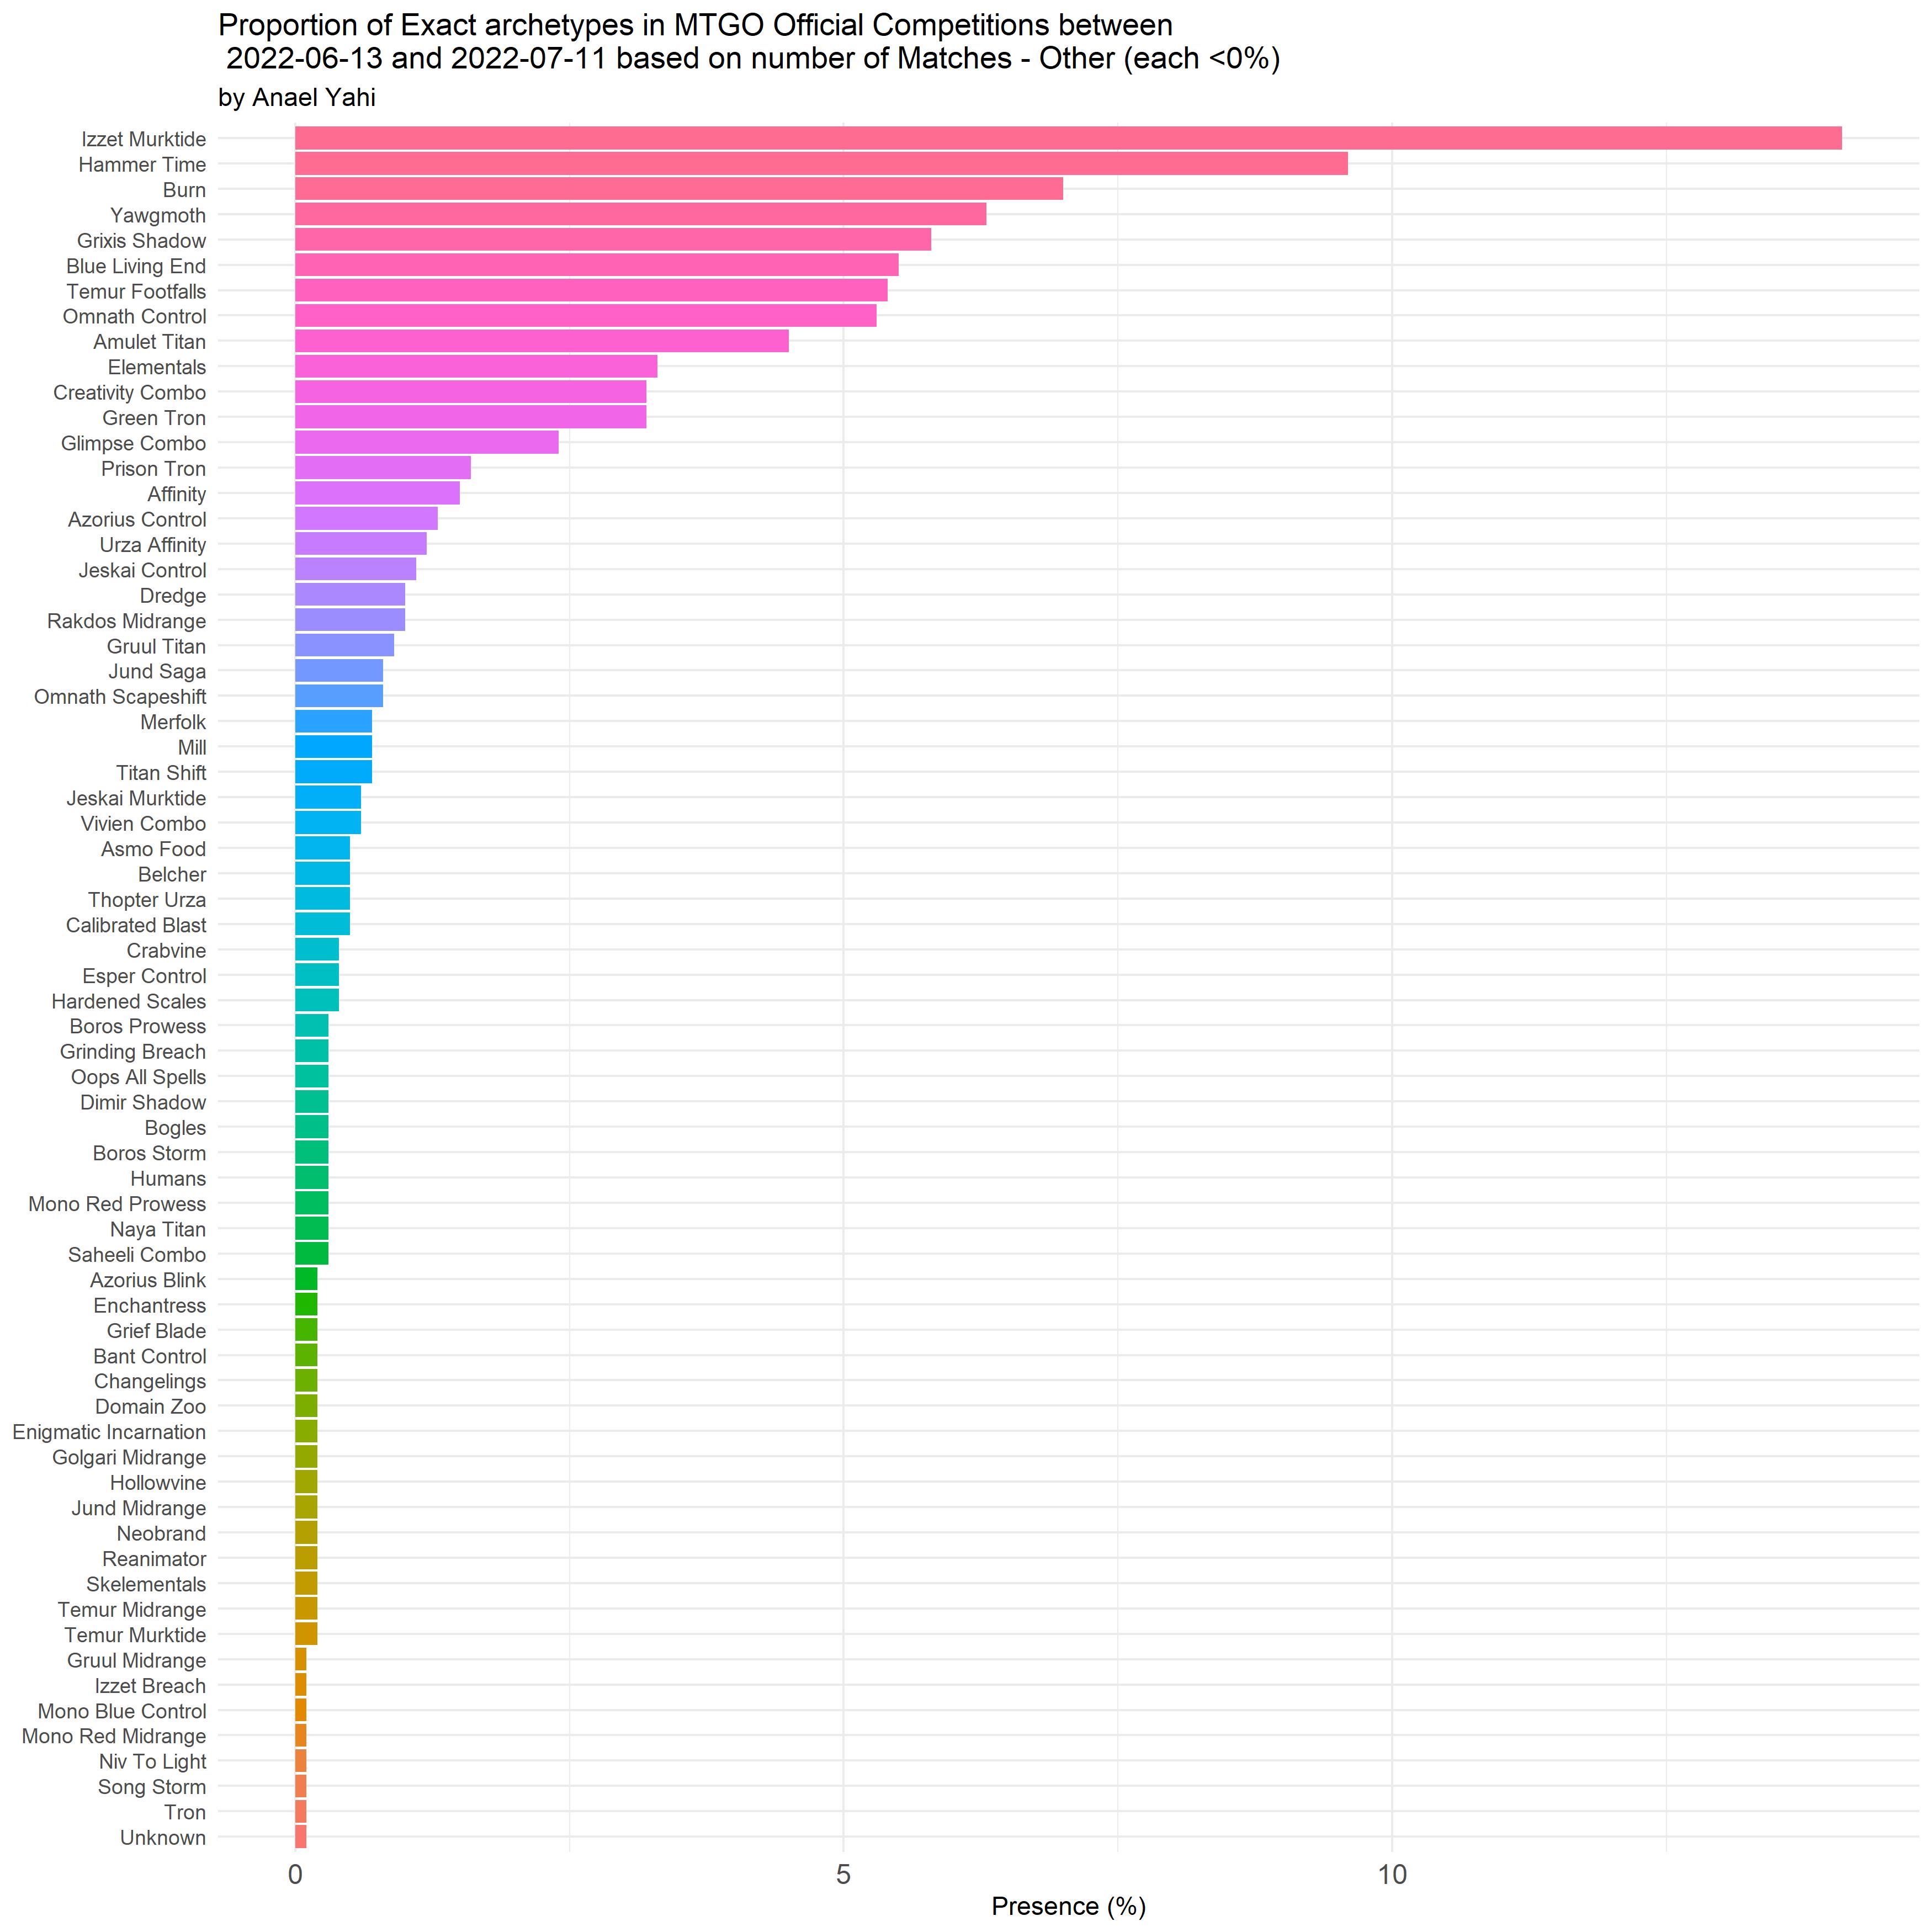 Proportion of Exact archetypes in MTGO Official Competitions between
2022-06-13 and 2022-07-11 based on number of Matches - Other (each <0%)
by Anael Yahi
Izzet Murktide
Hammer Time
Burn
Yawgmoth
Grixis Shadow
Blue Living End
Temur Footfalls
Omnath Control
Amulet Titan
Elementals
Creativity Combo
Green Tron
Glimpse Combo
Prison Tron
Affinity
Azorius Control
Urza Affinity
Jeskai Control
Dredge
Rakdos Midrange
Gruul Titan
Jund Saga
Omnath Scapeshift
Merfolk
Mill
Titan Shift
Jeskai Murktide
Vivien Combo
Asmo Food
Belcher
Thopter Urza
Calibrated Blast
Crabvine
Esper Control
Hardened Scales
Boros Prowess
Grinding Breach
Oops All Spells
Dimir Shadow
Bogles
Boros Storm
Humans
Mono Red Prowess
Naya Titan
Saheeli Combo
Azorius Blink
Enchantress
Grief Blade
Bant Control
Changelings
Domain Zoo
Enigmatic Incarnation
Golgari Midrange
Hollowvine
Jund Midrange
Neobrand
Reanimator
Skelementals
Temur Midrange
Temur Murktide
Gruul Midrange
Izzet Breach
Mono Blue Control
Mono Red Midrange
Niv To Light
Song Storm
Tron
Unknown
0 5 10
Presence (%)